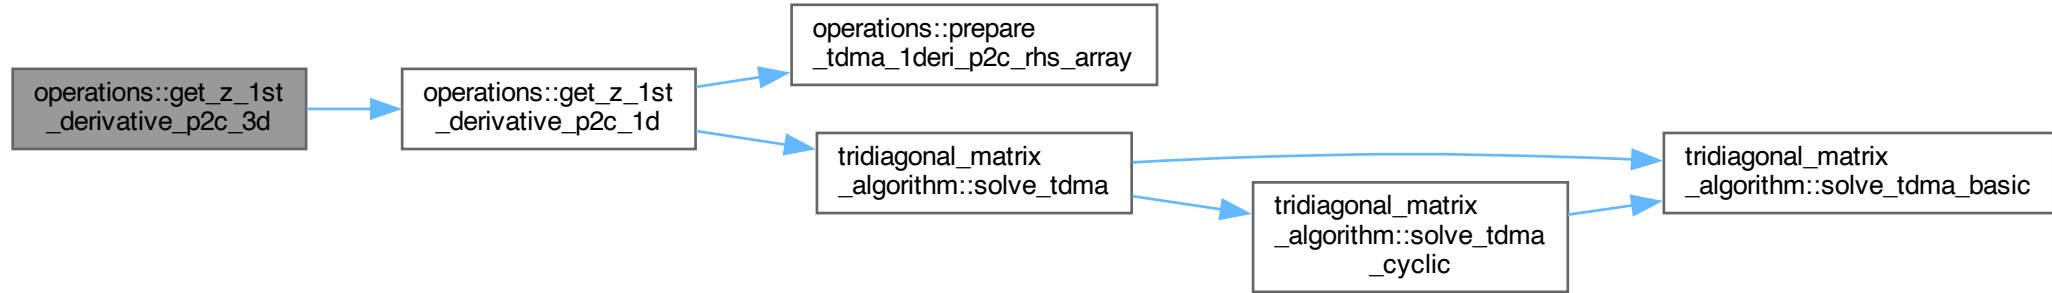 operations::get_z_1st
_derivative_p2c_3d
operations::get_z_1st
_derivative_p2c_1d
operations::prepare
_tdma_1deri_p2c_rhs_array
tridiagonal_matrix
_algorithm::solve_tdma
tridiagonal_matrix
_algorithm::solve_tdma
_cyclic
tridiagonal_matrix
_algorithm::solve_tdma_basic